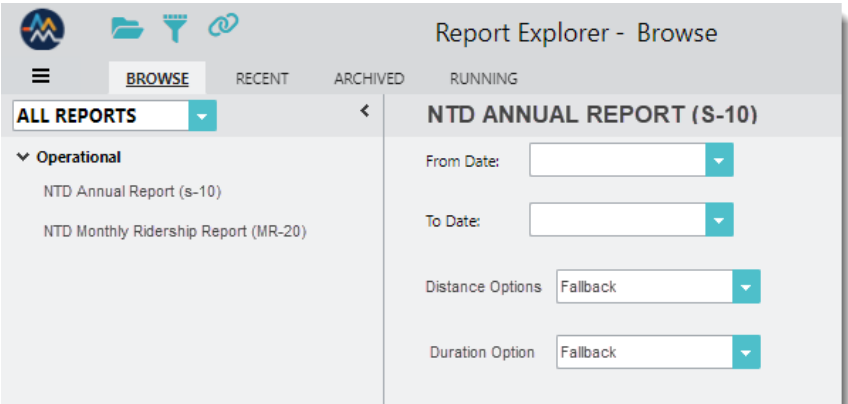 Report Explorer - Browse
BROWSE RECENT ARCHIVED RUNNING
ALL REPORTS
Operational
NTD Annual Report (s-10)
NTD Monthly Ridership Report (MR-20)
NTD ANNUAL REPORT (S-10)
From Date:
To Date:
Distance Options Fallback
Duration Option Fallback